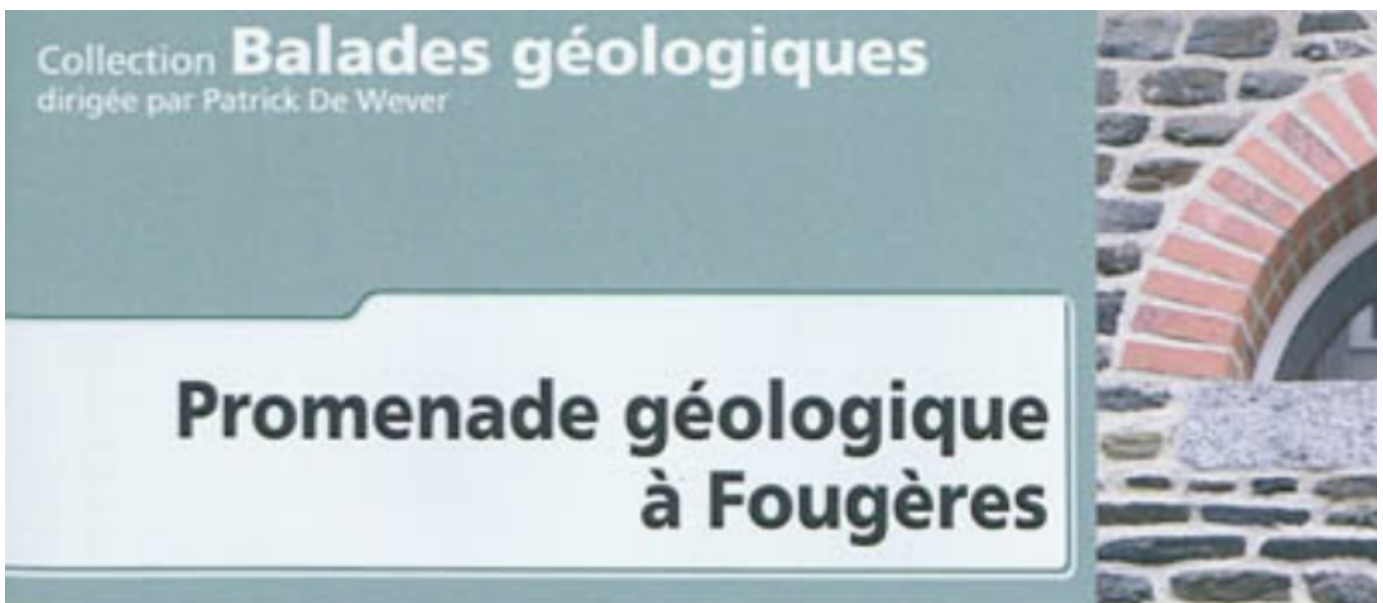 Collection Balades géologiques
dirigée par Patrick De Wever
Promenade géologique
à Fougères